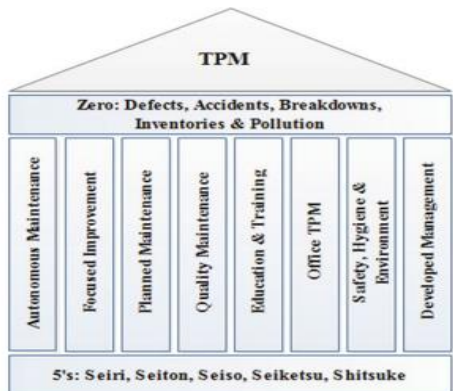 TPM
Zero: Defects, Accidents, Breakdowns,
Inventories & Pollution
Autonomous Maintenance
Focused Improvement
Planned Maintenance
Quality Maintenance
Education & Training
Office TPM
Safety, Hygiene &
Environment
Developed Management
5's: Seiri, Seiton, Seiso, Seiketsu, Shitsuke